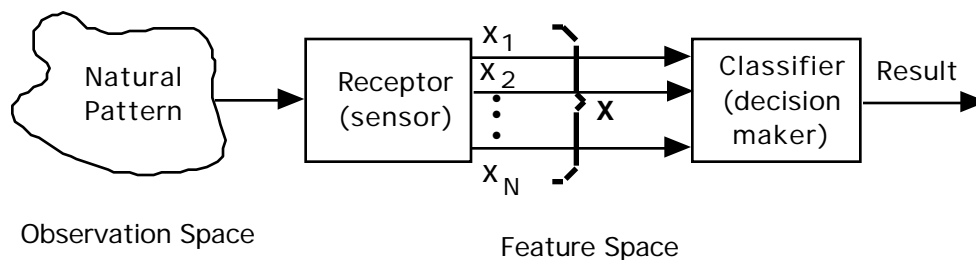 Natural
Pattern
Receptor
(sensor)
X1
X2
XN
X
Classifier
(decision
maker)
Result
Observation Space
Feature Space